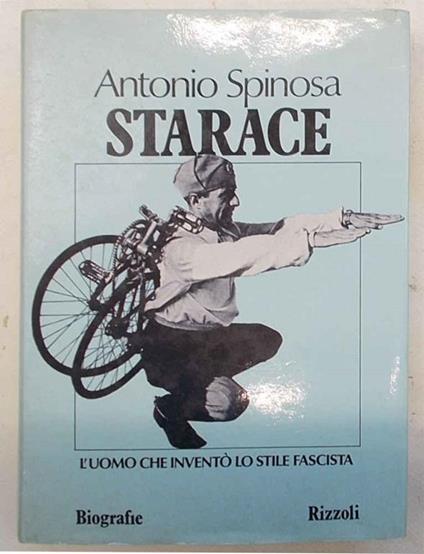 Antonio Spinosa
STARACE
L'UOMO CHE INVENTÒ LO STILE FASCISTA
Biografie Rizzoli